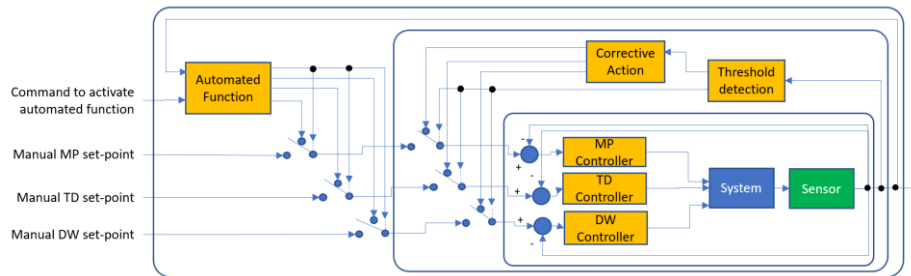 Automated
Function
Corrective
Action
Threshold
detection
Command to activate
automated function
Manual MP set-point
-
+
MP
Controller
-
Manual TD set-point
+
TD
Controller
System
Sensor
Manual DW set-point
+
DW
Controller
-